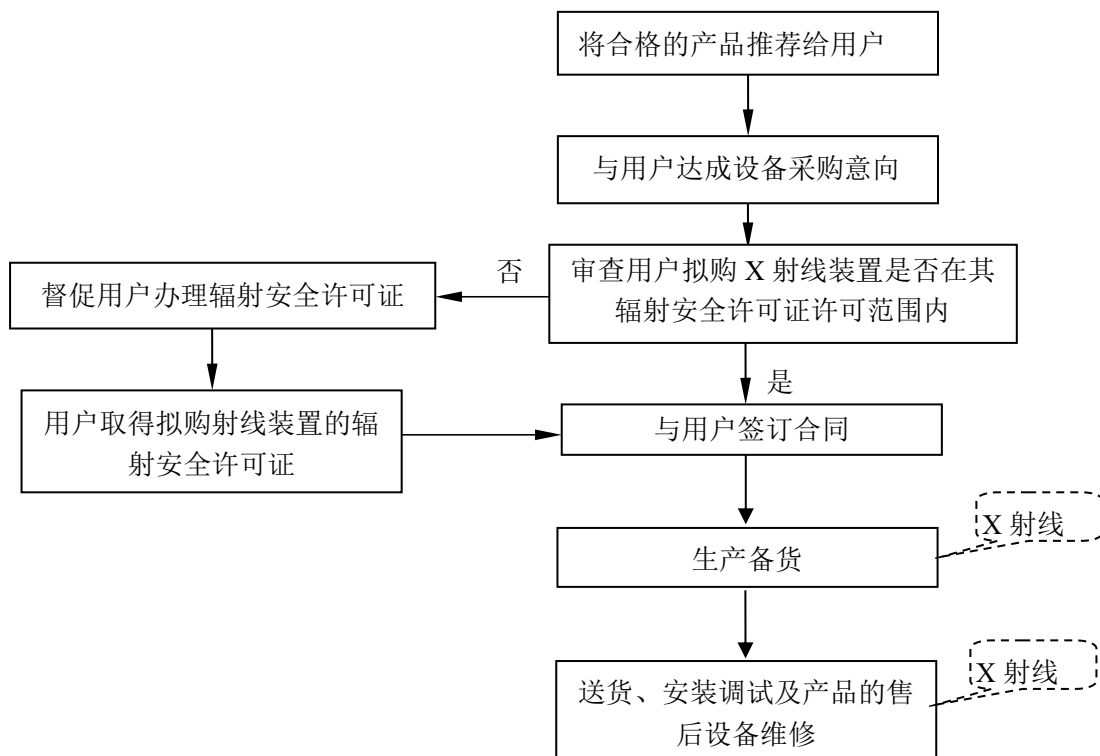 将合格的产品推荐给用户
与用户达成设备采购意向
审查用户拟购 X 射线装置是否在其
辐射安全许可证许可范围内
否
督促用户办理辐射安全许可证
是
用户取得拟购射线装置的辐
射安全许可证
与用户签订合同
X 射线
生产备货
X 射线
送货、安装调试及产品的售
后设备维修